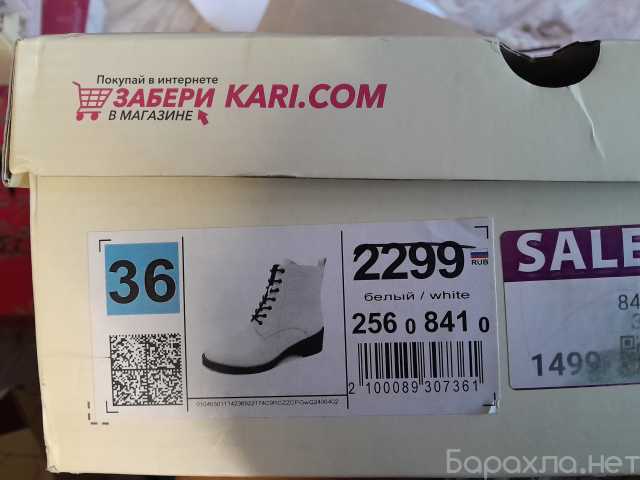 Покупай в интернете
ЗАБЕРИ KARI.COM
В МАГАЗИНЕ
36
2299
RUB
белый / white
256 0 841 0
2 100089 307361
SALE
84
1499
Барахла.нет